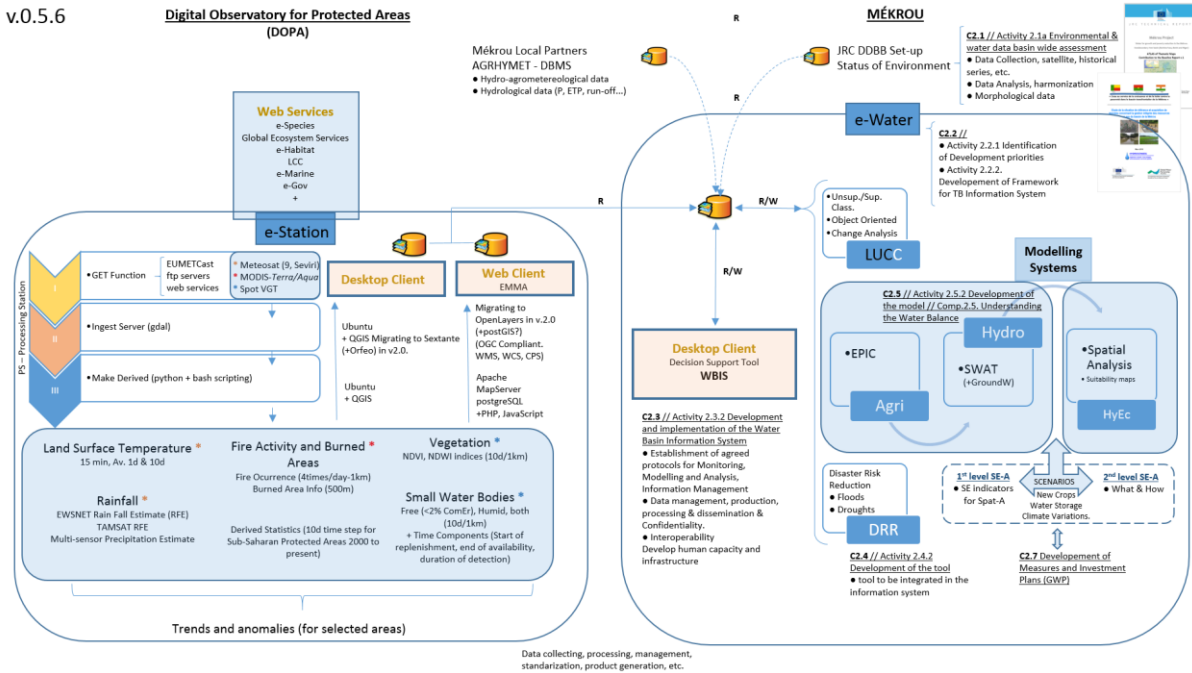 v.0.5.6
Digital Observatory for Protected Areas
(DOPA)
MÉKROU
R
Mékrou Local Partners
AGRHYMET - DBMS
● Hydro-agrometereological data
● Hydrological data (P, ETP, run-off...)
JRC DDBB Set-up
Status of Environment
C2.1 // Activity 2.1a Environmental &
water data basin wide assessment
● Data Collection, satellite, historical
series, etc.
● Data Analysis, harmonization
● Morphological data
R
R
Web Services
e-Species
Global Ecosystem Services
e-Habitat
LCC
e-Marine
e-Gov
+
e-Station
e-Water
C2.2 //
● Activity 2.2.1 Identification
of Development priorities
● Activity 2.2.2.
Developement of Framework
for TB Information System
R
R/W
R/W
●Unsup./Sup.
Class.
●Object Oriented
●Change Analysis
LUCC
PS – Processing Station
I
●GET Function
EUMETCast
ftp servers
web services
* Meteosat (9, Seviri)
* MODIS-Terra/Aqua
* Spot VGT
Desktop Client
Web Client
EMMA
II
●Ingest Server (gdal)
III
●Make Derived (python + bash scripting)
Ubuntu
+ QGIS Migrating to Sextante
(+Orfeo) in v2.0.
Ubuntu
+ QGIS
Migrating to
OpenLayers in v.2.0
(+postGIS?)
(OGC Compliant.
WMS, WCS, CPS)
Apache
MapServer
postgreSQL
+PHP, JavaScript
Land Surface Temperature *
15 min, Av. 1d & 10d
Rainfall *
EWSNET Rain Fall Estimate (RFE)
TAMSAT RFE
Multi-sensor Precipitation Estimate
Fire Activity and Burned *
Areas
Fire Ocurrence (4times/day-1km)
Burned Area Info (500m)
Derived Statistics (10d time step for
Sub-Saharan Protected Areas 2000 to
present)
Vegetation *
NDVI, NDWI indices (10d/1km)
Small Water Bodies *
Free (<2% ComEr), Humid, both
(10d/1km)
+ Time Components (Start of
replenishment, end of availability,
duration of detection)
Trends and anomalies (for selected areas)
Desktop Client
Decision Support Tool
WBIS
C2.3 // Activity 2.3.2 Development
and implementation of the Water
Basin Information System
● Establishment of agreed
protocols for Monitoring,
Modelling and Analysis,
Information Management
● Data management, production,
processing & dissemination &
Confidentiality.
● Interoperability
Develop human capacity and
infrastructure
Modelling
Systems
C2.5 // Activity 2.5.2 Development of
the model // Comp.2.5. Understanding
the Water Balance
Hydro
●EPIC
Agri
●SWAT
(+GroundW)
●Spatial
Analysis
• Suitability maps
HyEc
Disaster Risk
Reduction
● Floods
● Droughts
DRR
C2.4 // Activity 2.4.2
Development of the tool
● tool to be integrated in the
information system
1st level SE-A
● SE indicators
for Spat-A
SCENARIOS
New Crops
Water Storage
Climate Variations.
2nd level SE-A
● What & How
C2.7 Developement of
Measures and Investment
Plans (GWP)
Data collecting, processing, management,
standarization, product generation, etc.